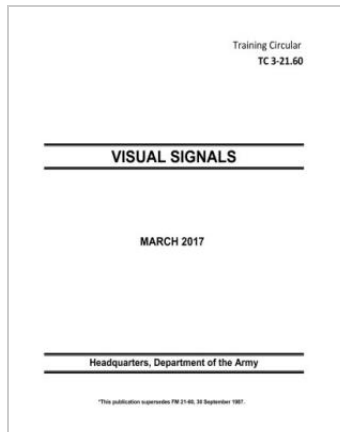 Training Circular
TC 3-21.60
VISUAL SIGNALS
MARCH 2017
Headquarters, Department of the Army
*This publication supersedes FM 21-60, 30 September 1987.